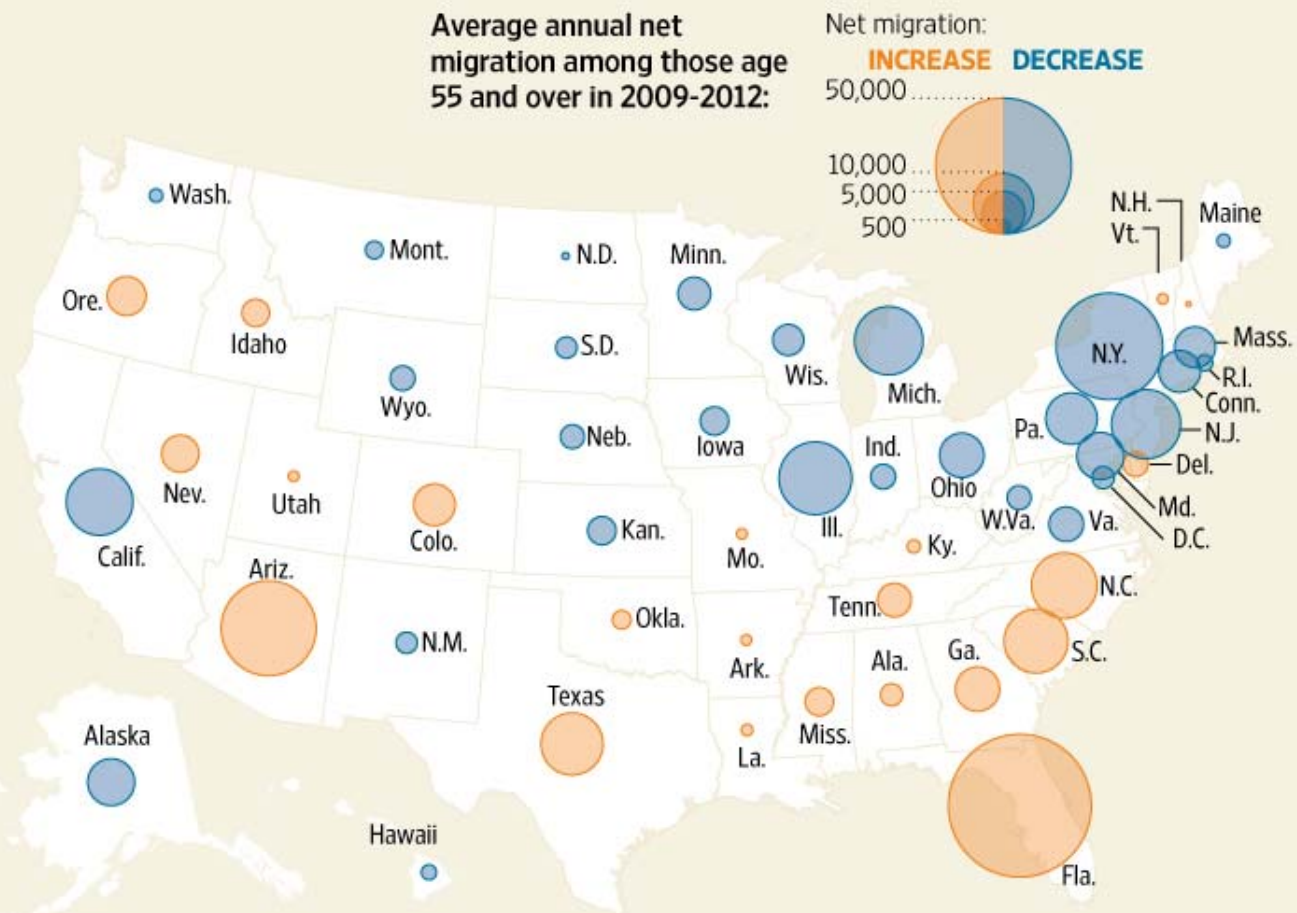 Average annual net
migration among those age
55 and over in 2009-2012:
Net migration:
INCREASE DECREASE
50,000
10,000
5,000
500
Wash.
Mont.
N.D.
Minn.
N.H.
Vt.
Maine
Ore.
Idaho
S.D.
Wis.
Mich.
N.Y.
Mass.
R.I.
Conn.
N.J.
Wyo.
Neb.
Iowa
Ind.
Ohio
Pa.
Del.
Md.
D.C.
Nev.
Utah
Colo.
Kan.
Mo.
Ill.
Ky.
W.Va.
Va.
Calif.
Ariz.
N.M.
Okla.
Ark.
Tenn.
N.C.
S.C.
Texas
La.
Miss.
Ala.
Ga.
Alaska
Hawaii
Fla.